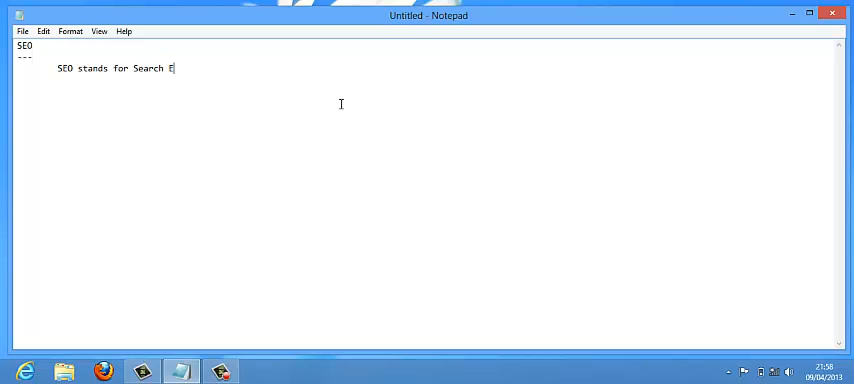 Untitled - Notepad
File Edit Format View Help
SEO
---
SEO stands for Search E
21:58
09/04/2013